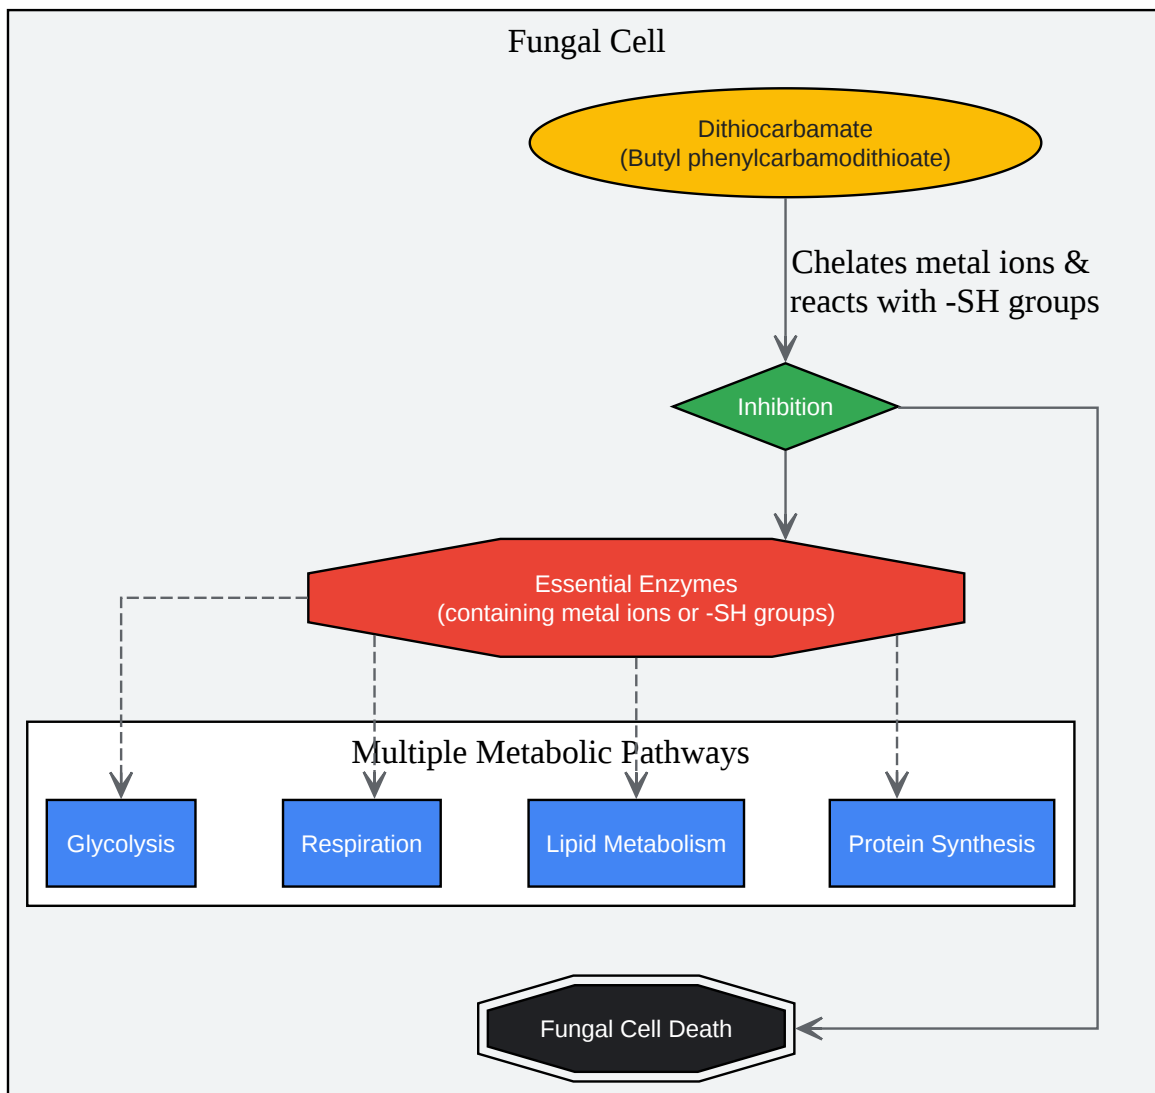 Fungal Cell
Dithiocarbamate
(Butyl phenylcarbamodithioate)
Chelates metal ions &
reacts with -SH groups
Inhibition
Essential Enzymes
(containing metal ions or -SH groups)
Multiple Metabolic Pathways
Glycolysis
Respiration
Lipid Metabolism
Protein Synthesis
Fungal Cell Death